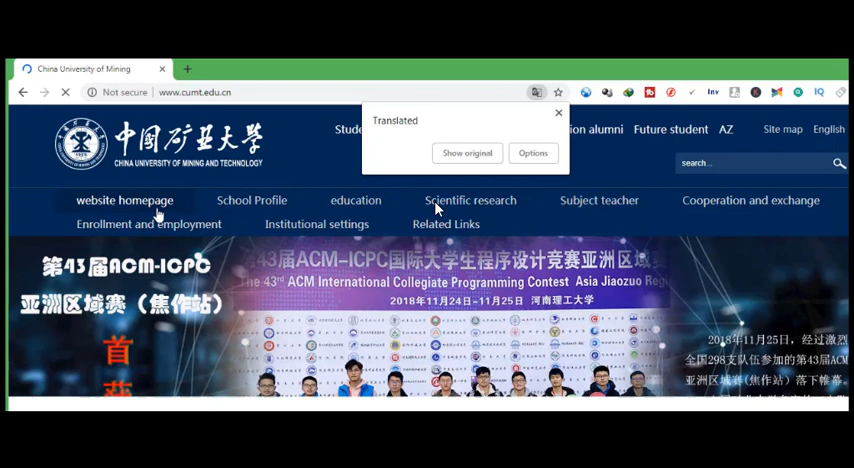 China University of Mining
Not secure www.cumt.edu.cn
Inv
IQ
Translated
Show original Options
中国矿业大学
CHINA UNIVERSITY OF MINING AND TECHNOLOGY
Stude
ion alumni Future student AZ Site map English
search...
website homepage School Profile education Scientific research Subject teacher Cooperation and exchange
Enrollment and employment Institutional settings Related Links
第43届ACM-ICPC
亚洲区域赛（焦作站）
首
获
第43届ACM-ICPC国际大学生程序设计竞赛亚洲区域赛
The 43rd ACM International Collegiate Programming Contest Asia Jiaozuo Regio
2018年11月24日-11月25日 河南理工大学
2018年11月25日，经过激烈
全国298支队伍参加的第43届ACM
亚洲区域赛(焦作站）落下帷幕。